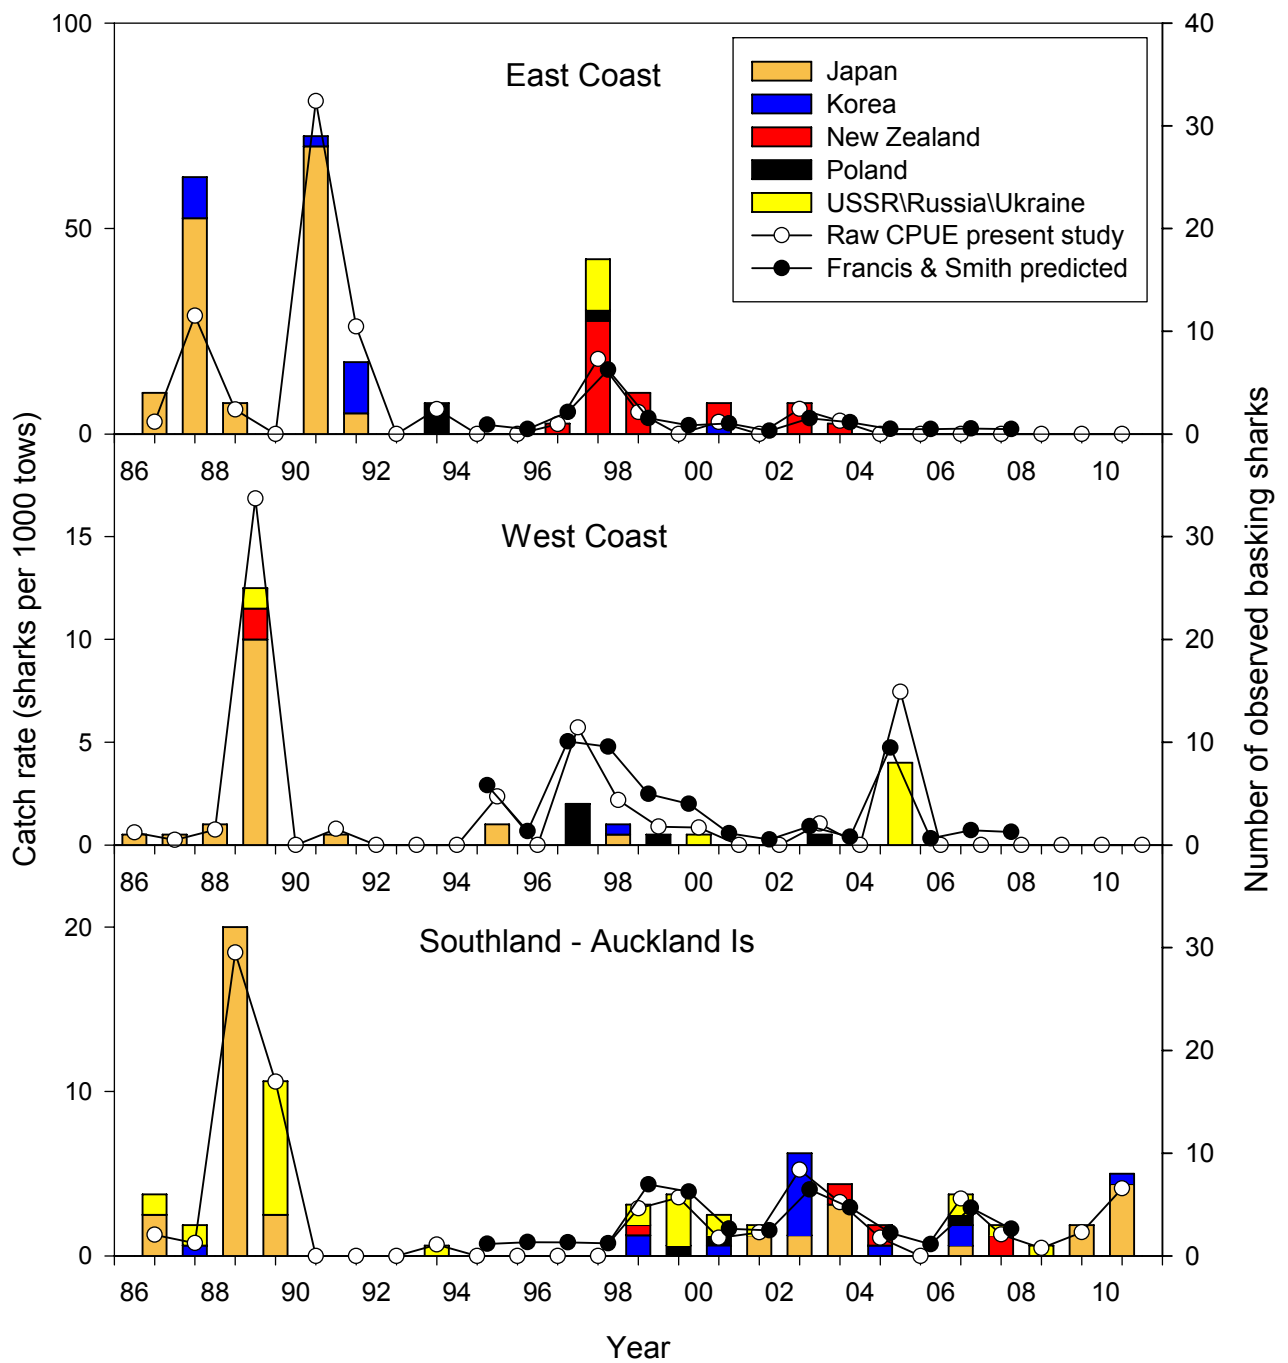 100
50
0
40
30
20
10
0
East Coast
Japan
Korea
New Zealand
Poland
USSR\Russia\Ukraine
Raw CPUE present study
Francis & Smith predicted
86 88 90 92 94 96 98 00 02 04 06 08 10
Catch rate (sharks per 1000 tows)
Number of observed basking sharks
15
10
5
0
30
20
10
0
West Coast
86 88 90 92 94 96 98 00 02 04 06 08 10
20
10
0
30
20
10
0
Southland - Auckland Is
86 88 90 92 94 96 98 00 02 04 06 08 10
Year